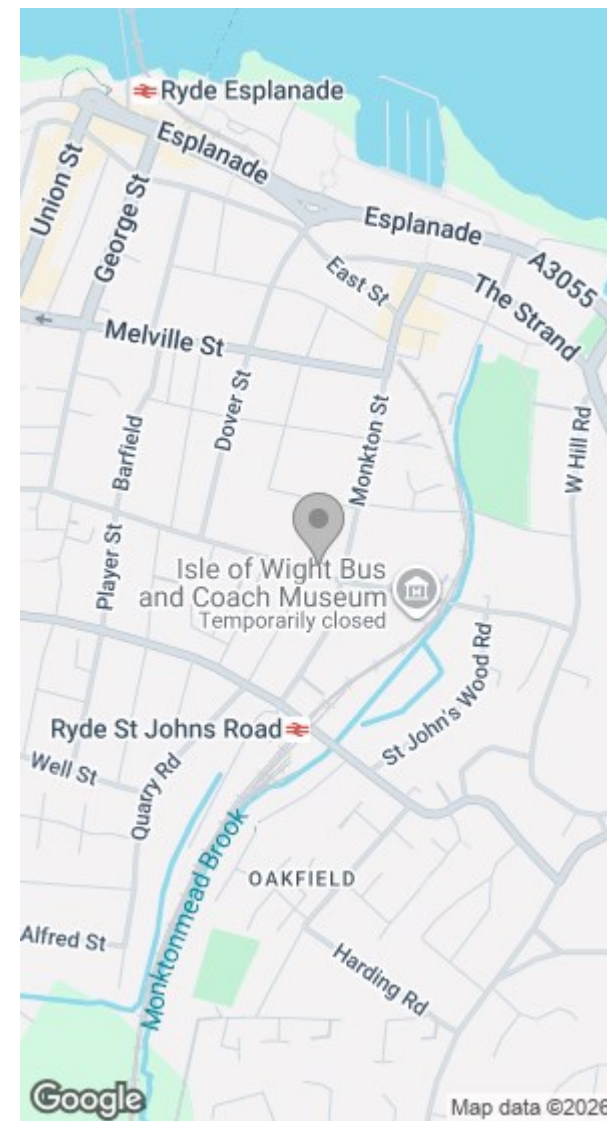 Ryde Esplanade
Esplanade
Union St
George St
Esplanade
A3055
East St
The Strand
Melville St
Dover St
Barfield
Monkton St
W Hill Rd
Player St
Isle of Wight Bus
and Coach Museum
Temporarily closed
St John's Wood Rd
Ryde St Johns Road
Well St
Quarry Rd
Monktonmead Brook
OAKFIELD
Alfred St
Harding Rd
Google
Map data ©2026